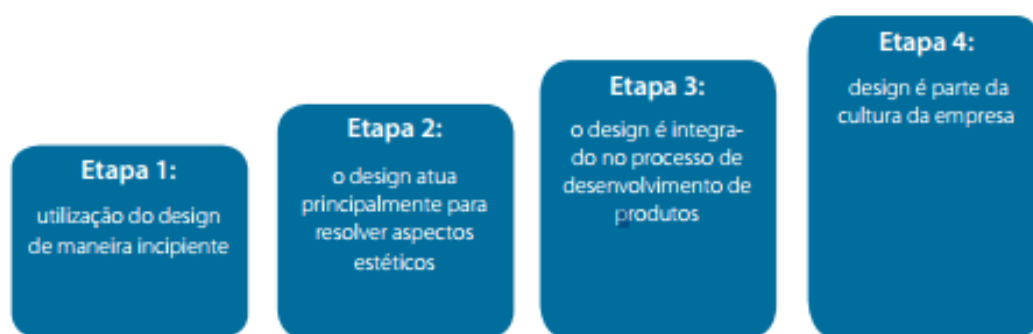 Etapa 1:
utilização do design
de maneira incipiente
Etapa 2:
o design atua
principalmente para
resolver aspectos
estéticos
Etapa 3:
o design é integra-
do no processo de
desenvolvimento de
produtos
Etapa 4:
design é parte da
cultura da empresa